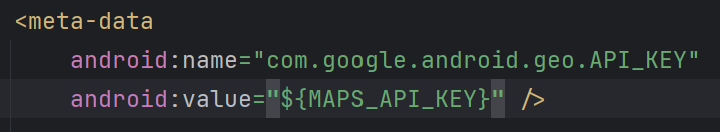 <meta-data
android:name="com.google.android.geo.API_KEY"
android:value="${MAPS_API_KEY}" />